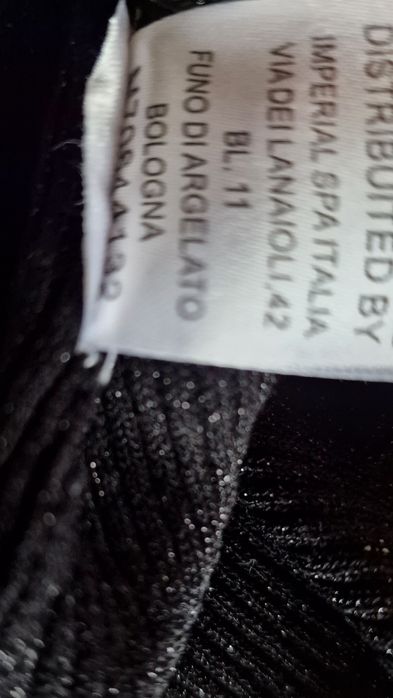 DISTRIBUITED BY
IMPERIAL SPA ITALIA
VIA DEI LANAIOLI, 42
BL. 11
FUNO DI ARGELATO
BOLOGNA